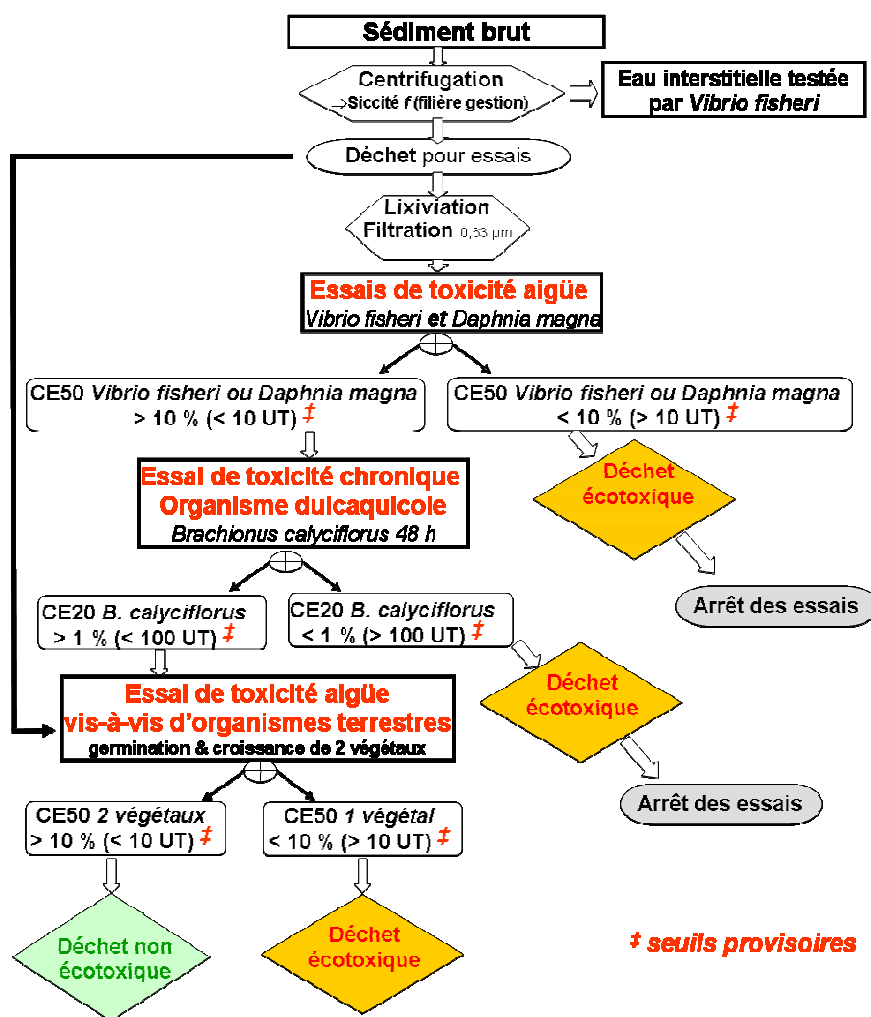 Sédiment brut
Centrifugation
→Siccité f (filière gestion)
Eau interstitielle testée
par Vibrio fisheri
Déchet pour essais
Lixiviation
Filtration 0,63 µm
Essais de toxicité aigüe
Vibrio fisheri et Daphnia magna
CE50 Vibrio fisheri ou Daphnia magna
> 10 % (< 10 UT) ‡
CE50 Vibrio fisheri ou Daphnia magna
< 10 % (> 10 UT) ‡
Déchet
écotoxique
Arrêt des essais
Essai de toxicité chronique
Organisme dulcaquicole
Brachionus calyciflorus 48 h
CE20 B. calyciflorus
> 1 % (< 100 UT) ‡
CE20 B. calyciflorus
< 1 % (> 100 UT) ‡
Déchet
écotoxique
Arrêt des essais
Essai de toxicité aigüe
vis-à-vis d'organismes terrestres
germination & croissance de 2 végétaux
CE50 2 végétaux
> 10 % (< 10 UT) ‡
CE50 1 végétal
< 10 % (> 10 UT) ‡
Déchet non
écotoxique
Déchet
écotoxique
‡ seuils provisoires